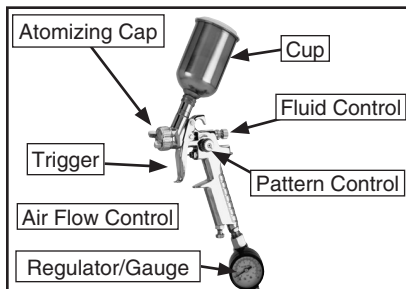 Atomizing Cap
Cup
Fluid Control
Trigger
Pattern Control
Air Flow Control
Regulator/Gauge